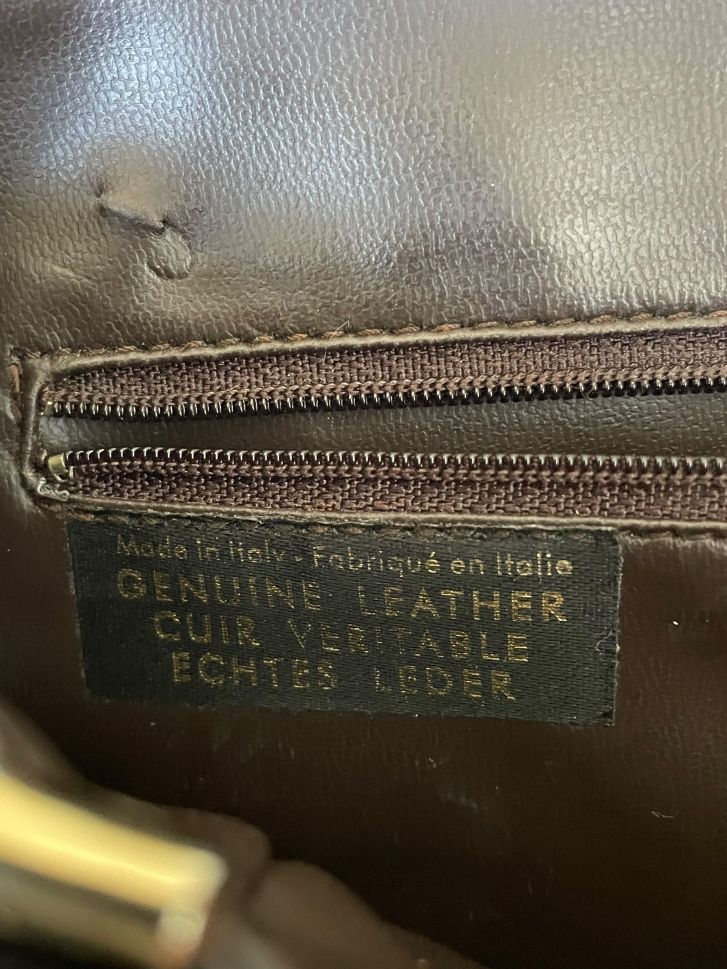 Made in Italy - Fabriqué en Italie
GENUINE LEATHER
CUIR VERITABLE
ECHTES LEDER